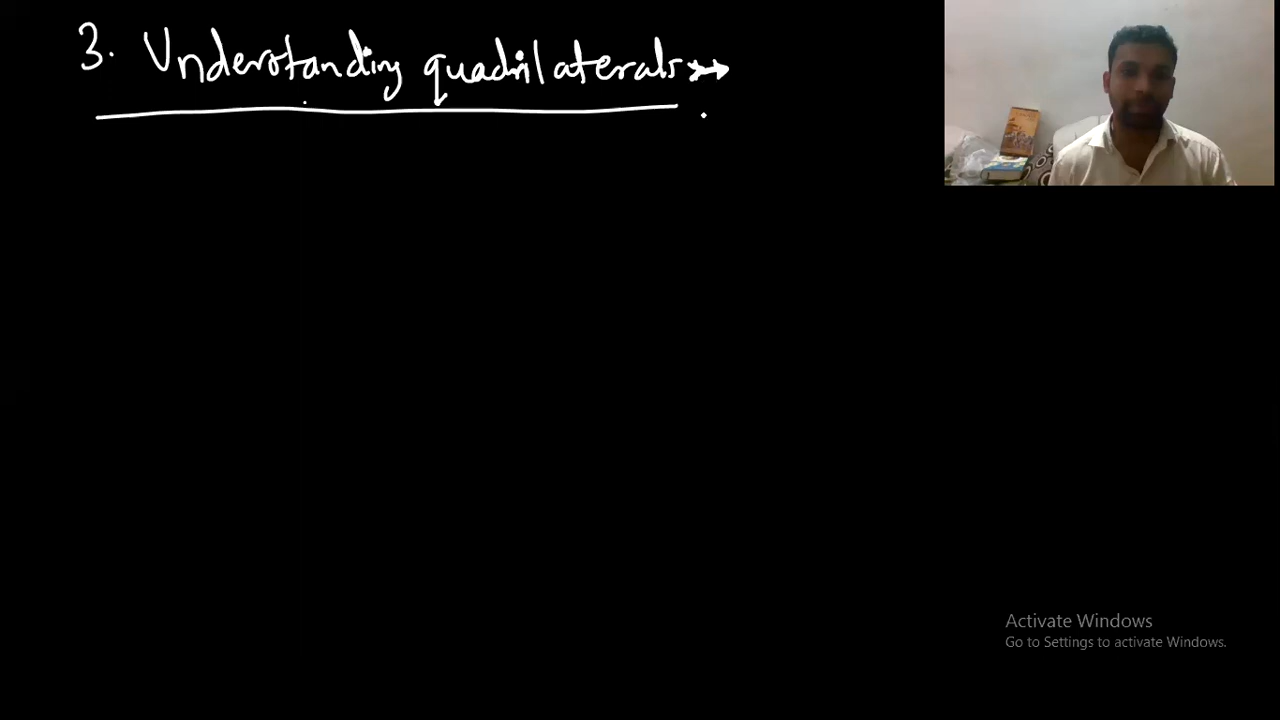 3. Understanding quadrilaterals
Activate Windows
Go to Settings to activate Windows.